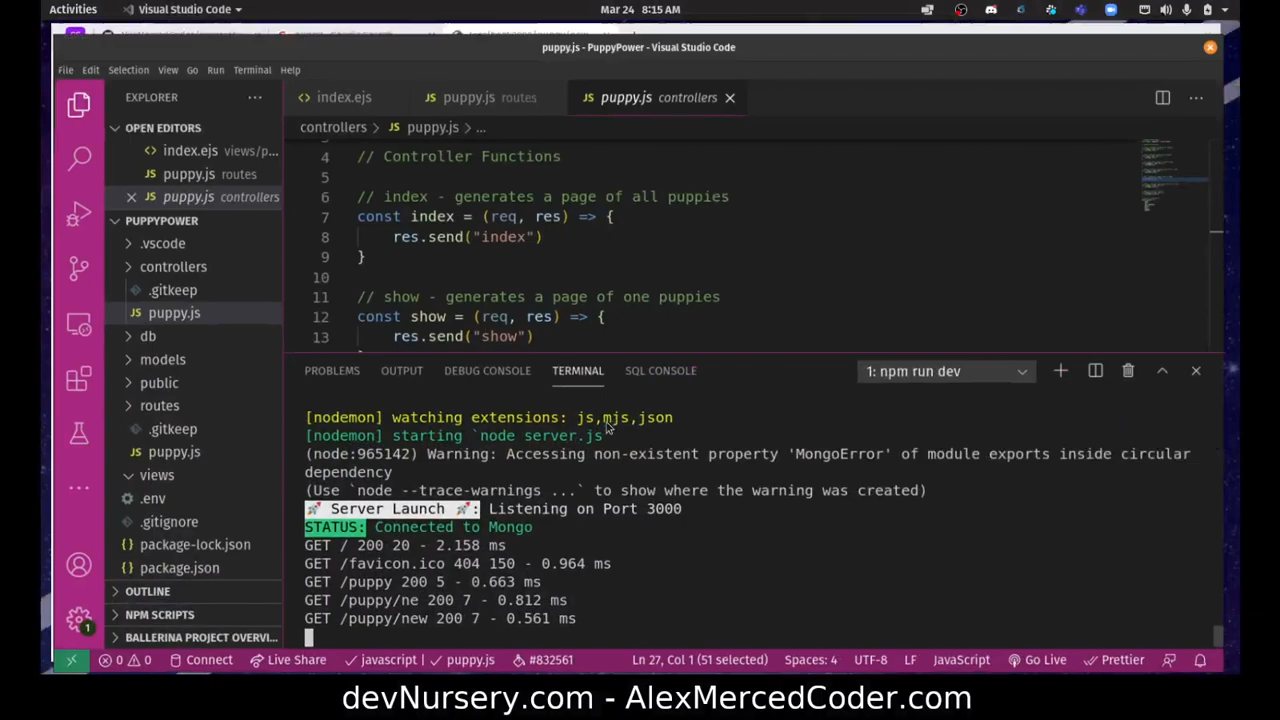 Activities
Visual Studio Code
Mar 24 8:15 AM
puppy.js - PuppyPower - Visual Studio Code
File Edit Selection View Go Run Terminal Help
EXPLORER
OPEN EDITORS
index.ejs views/p...
puppy.js routes
puppy.js controllers
PUPPYPOWER
.vscode
controllers
.gitkeep
puppy.js
db
models
public
routes
.gitkeep
puppy.js
views
.env
.gitignore
package-lock.json
package.json
OUTLINE
NPM SCRIPTS
BALLERINA PROJECT OVERVI...
index.ejs
puppy.js routes
puppy.js controllers
controllers > puppy.js > ...
4 // Controller Functions
5
6 // index - generates a page of all puppies
7 const index = (req, res) => {
8 res.send("index")
9 }
10
11 // show - generates a page of one puppies
12 const show = (req, res) => {
13 res.send("show")
PROBLEMS OUTPUT DEBUG CONSOLE TERMINAL SQL CONSOLE
1: npm run dev
[nodemon] watching extensions: js,mjs,json
[nodemon] starting `node server.js`
(node:965142) Warning: Accessing non-existent property 'MongoError' of module exports inside circular
dependency
(Use `node --trace-warnings ...` to show where the warning was created)
🚀 Server Launch 🚀: Listening on Port 3000
STATUS: Connected to Mongo
GET / 200 20 - 2.158 ms
GET /favicon.ico 404 150 - 0.964 ms
GET /puppy 200 5 - 0.663 ms
GET /puppy/ne 200 7 - 0.812 ms
GET /puppy/new 200 7 - 0.561 ms
1
0 0 Connect Live Share javascript | puppy.js #832561 Ln 27, Col 1 (51 selected) Spaces: 4 UTF-8 LF JavaScript Go Live Prettier
devNursery.com - AlexMercedCoder.com